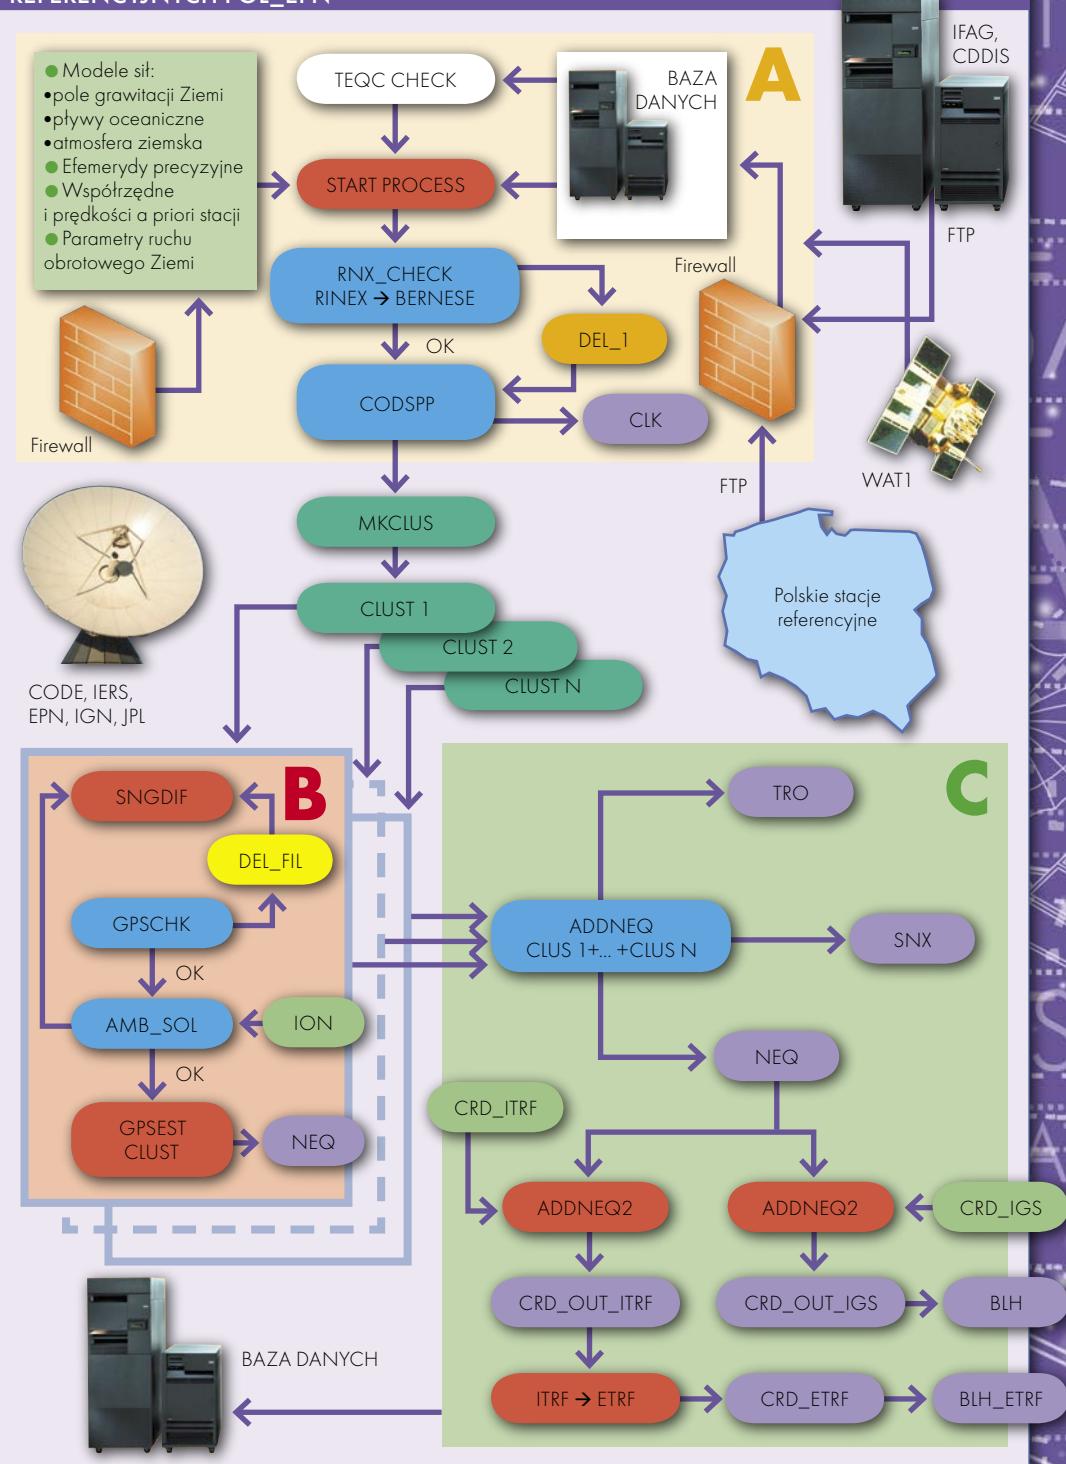 REFERENCYJNYCH POL_EPN
IFAG,
CDDIS
Modele sił:
•pole grawitacji Ziemi
•pływy oceaniczne
•atmosfera ziemska
Efemerydy precyzyjne
Współrzędne
i prędkości a priori stacji
Parametry ruchu
obrotowego Ziemi
TEQC CHECK
BAZA
DANYCH
A
START PROCESS
FTP
RNX_CHECK
RINEX → BERNESE
Firewall
OK
DEL_1
CODSPP
CLK
Firewall
FTP
WAT1
MKCLUS
CLUST 1
CLUST 2
CLUST N
Polskie stacje
referencyjne
CODE, IERS,
EPN, IGN, JPL
B
SNGDIF
DEL_FIL
GPSCHK
OK
AMB_SOL
ION
OK
GPSEST
CLUST
NEQ
C
TRO
ADDNEQ
CLUS 1+... +CLUS N
SNX
NEQ
CRD_ITRF
ADDNEQ2
ADDNEQ2
CRD_IGS
CRD_OUT_ITRF
CRD_OUT_IGS
BLH
ITRF → ETRF
CRD_ETRF
BLH_ETRF
BAZA DANYCH